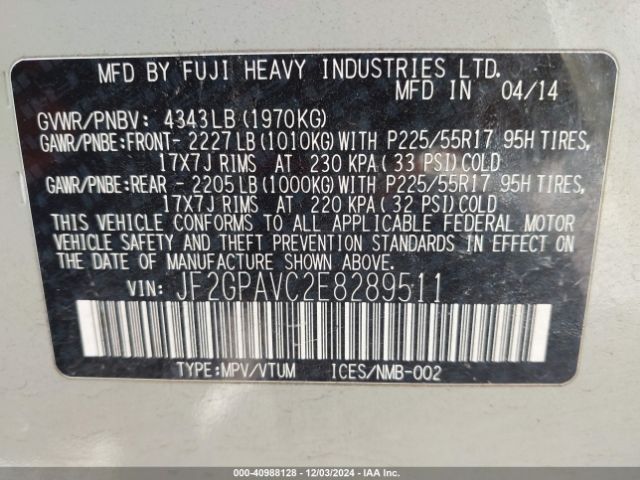 MFD BY FUJI HEAVY INDUSTRIES LTD.
MFD IN 04/14
GVWR/PNBV: 4343LB(1970KG)
GAWR/PNBE:FRONT- 2227LB(1010KG)WITH P225/55R17 95H TIRES,
17X7J RIMS AT 230 KPA(33 PSI)COLD
GAWR/PNBE:REAR - 2205LB(1000KG)WITH P225/55R17 95H TIRES,
17X7J RIMS AT 220 KPA(32 PSI)COLD
THIS VEHICLE CONFORMS TO ALL APPLICABLE FEDERAL MOTOR
VEHICLE SAFETY AND THEFT PREVENTION STANDARDS IN EFFECT
ON THE DATE OF MANUFACTURE SHOWN ABOVE.
VIN: JF2GPAVC2E8289511
TYPE:MPV/VTUM ICES/NMB-002
000-40988128 - 12/03/2024 - IAA Inc.